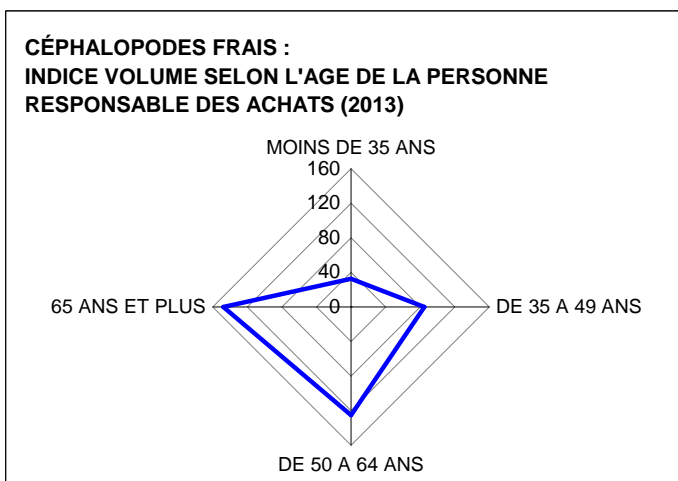 CÉPHALOPODES FRAIS :
INDICE VOLUME SELON L'AGE DE LA PERSONNE
RESPONSABLE DES ACHATS (2013)
MOINS DE 35 ANS
160
120
80
40
0
65 ANS ET PLUS
DE 35 A 49 ANS
DE 50 A 64 ANS